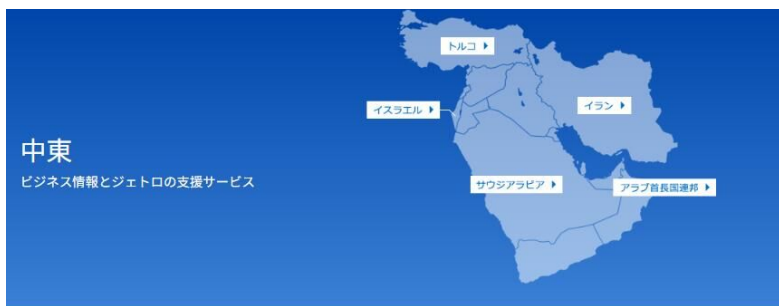 トルコ
イスラエル
イラン
中東
ビジネス情報とジェトロの支援サービス
サウジアラビア
アラブ首長国連邦